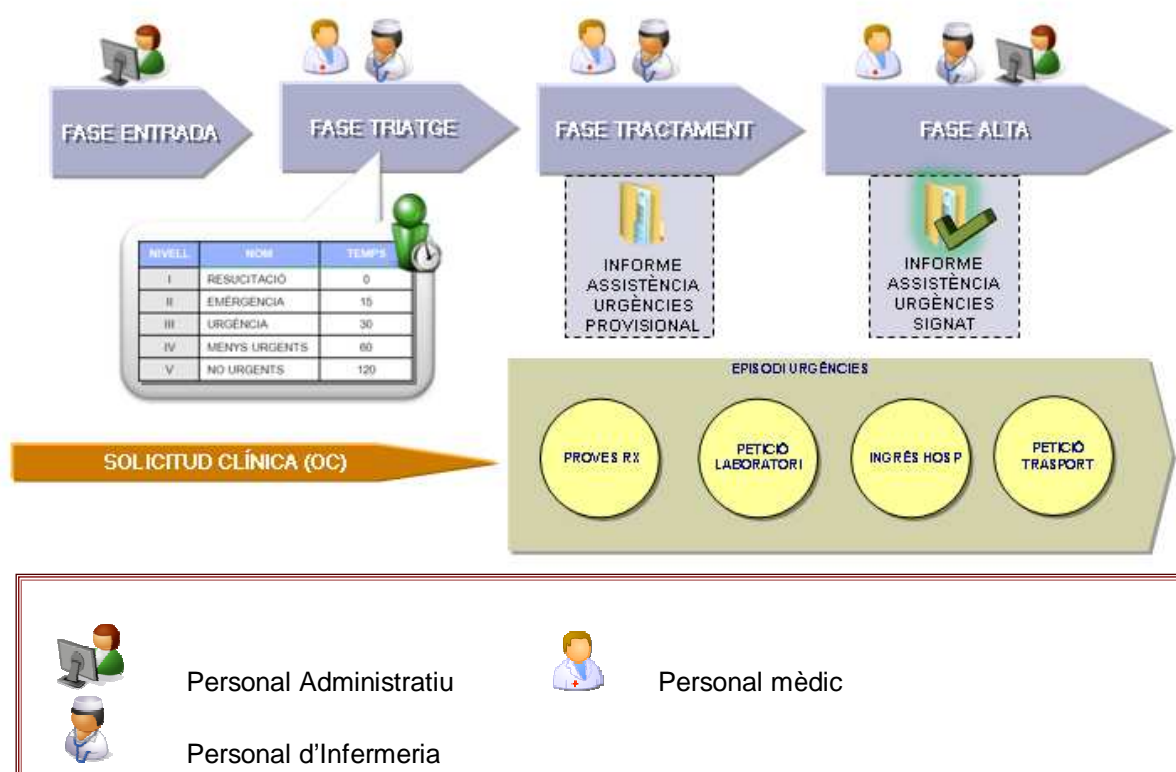 FASE ENTRADA
FASE TRIATGE
FASE TRACTAMENT
FASE ALTA
NIVELL NOM TEMPS
I RESUCITACIÓ 0
II EMÈRGENCIA 15
III URGÈNCIA 30
IV MENYS URGENTS 60
V NO URGENTS 120
INFORME
ASSISTÈNCIA
URGÈNCIES
PROVISIONAL
INFORME
ASSISTÈNCIA
URGÈNCIES
SIGNAT
EPISODI URGÈNCIES
SOLICITUD CLÍNICA (OC)
PROVES RX
PETICIÓ
LABORATORI
INGRÉS HOSP
PETICIÓ
TRASPORT
Personal Administratiu
Personal mèdic
Personal d'Infermeria